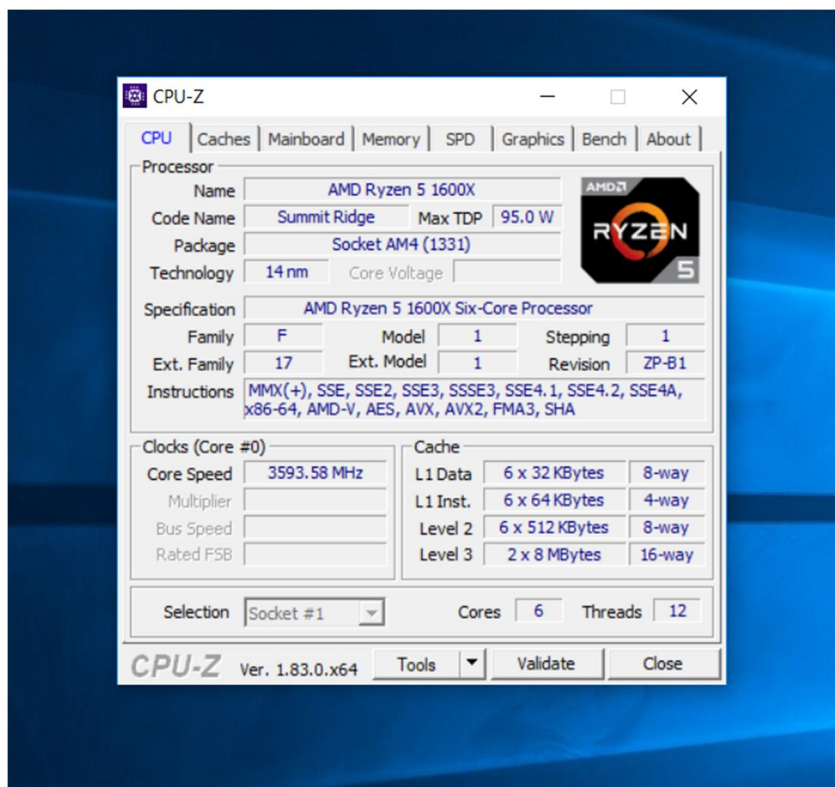 CPU-Z
CPU Caches Mainboard Memory SPD Graphics Bench About
Processor
Name AMD Ryzen 5 1600X
Code Name Summit Ridge Max TDP 95.0 W
Package Socket AM4 (1331)
Technology 14 nm Core Voltage
AMD
RYZEN
5
Specification AMD Ryzen 5 1600X Six-Core Processor
Family F Model 1 Stepping 1
Ext. Family 17 Ext. Model 1 Revision ZP-B1
Instructions MMX(+), SSE, SSE2, SSE3, SSSE3, SSE4.1, SSE4.2, SSE4A,
x86-64, AMD-V, AES, AVX, AVX2, FMA3, SHA
Clocks (Core #0)
Core Speed 3593.58 MHz
Multiplier
Bus Speed
Rated FSB
Cache
L1 Data 6 x 32 KBytes 8-way
L1 Inst. 6 x 64 KBytes 4-way
Level 2 6 x 512 KBytes 8-way
Level 3 2 x 8 MBytes 16-way
Selection Socket #1 Cores 6 Threads 12
CPU-Z Ver. 1.83.0.x64 Tools Validate Close